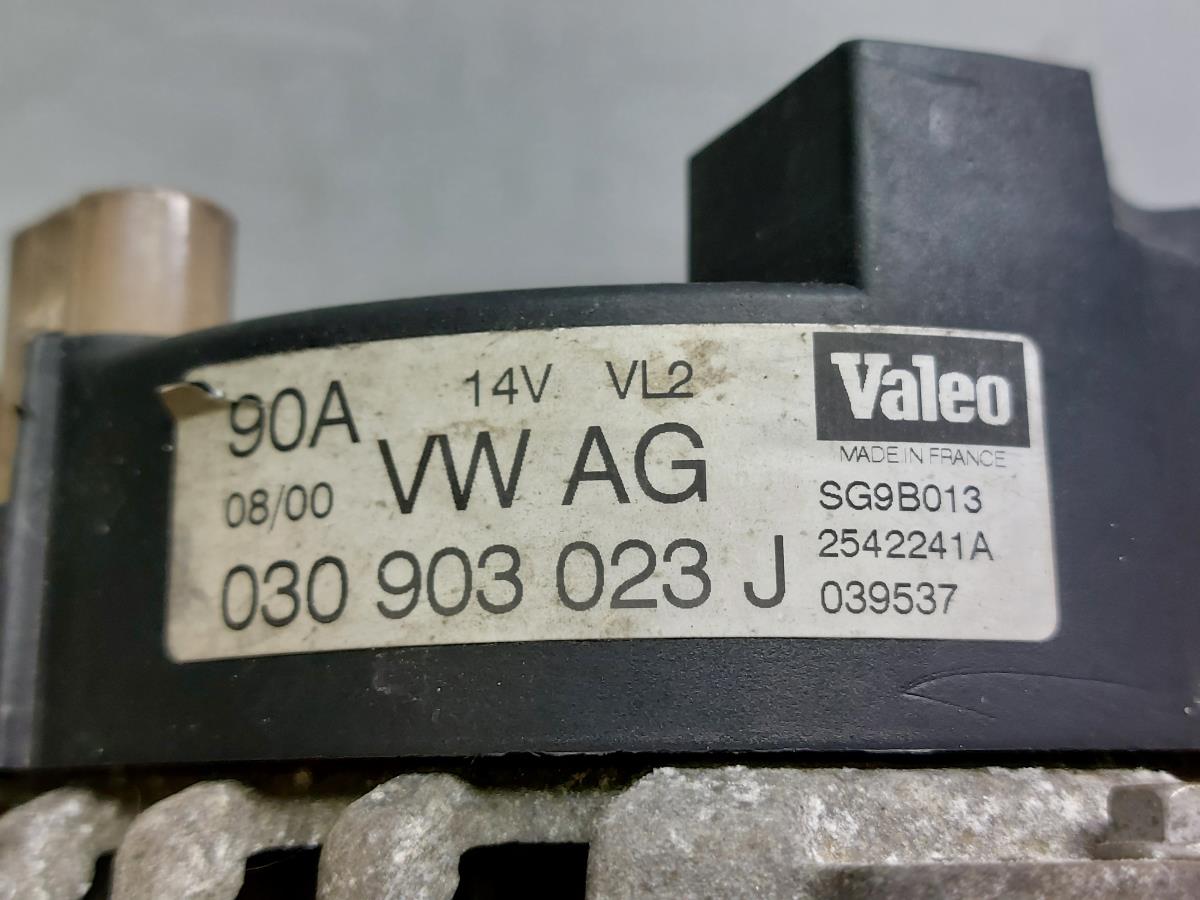 90A 14V VL2
VW AG
08/00
030 903 023 J
Valeo
MADE IN FRANCE
SG9B013
2542241A
039537